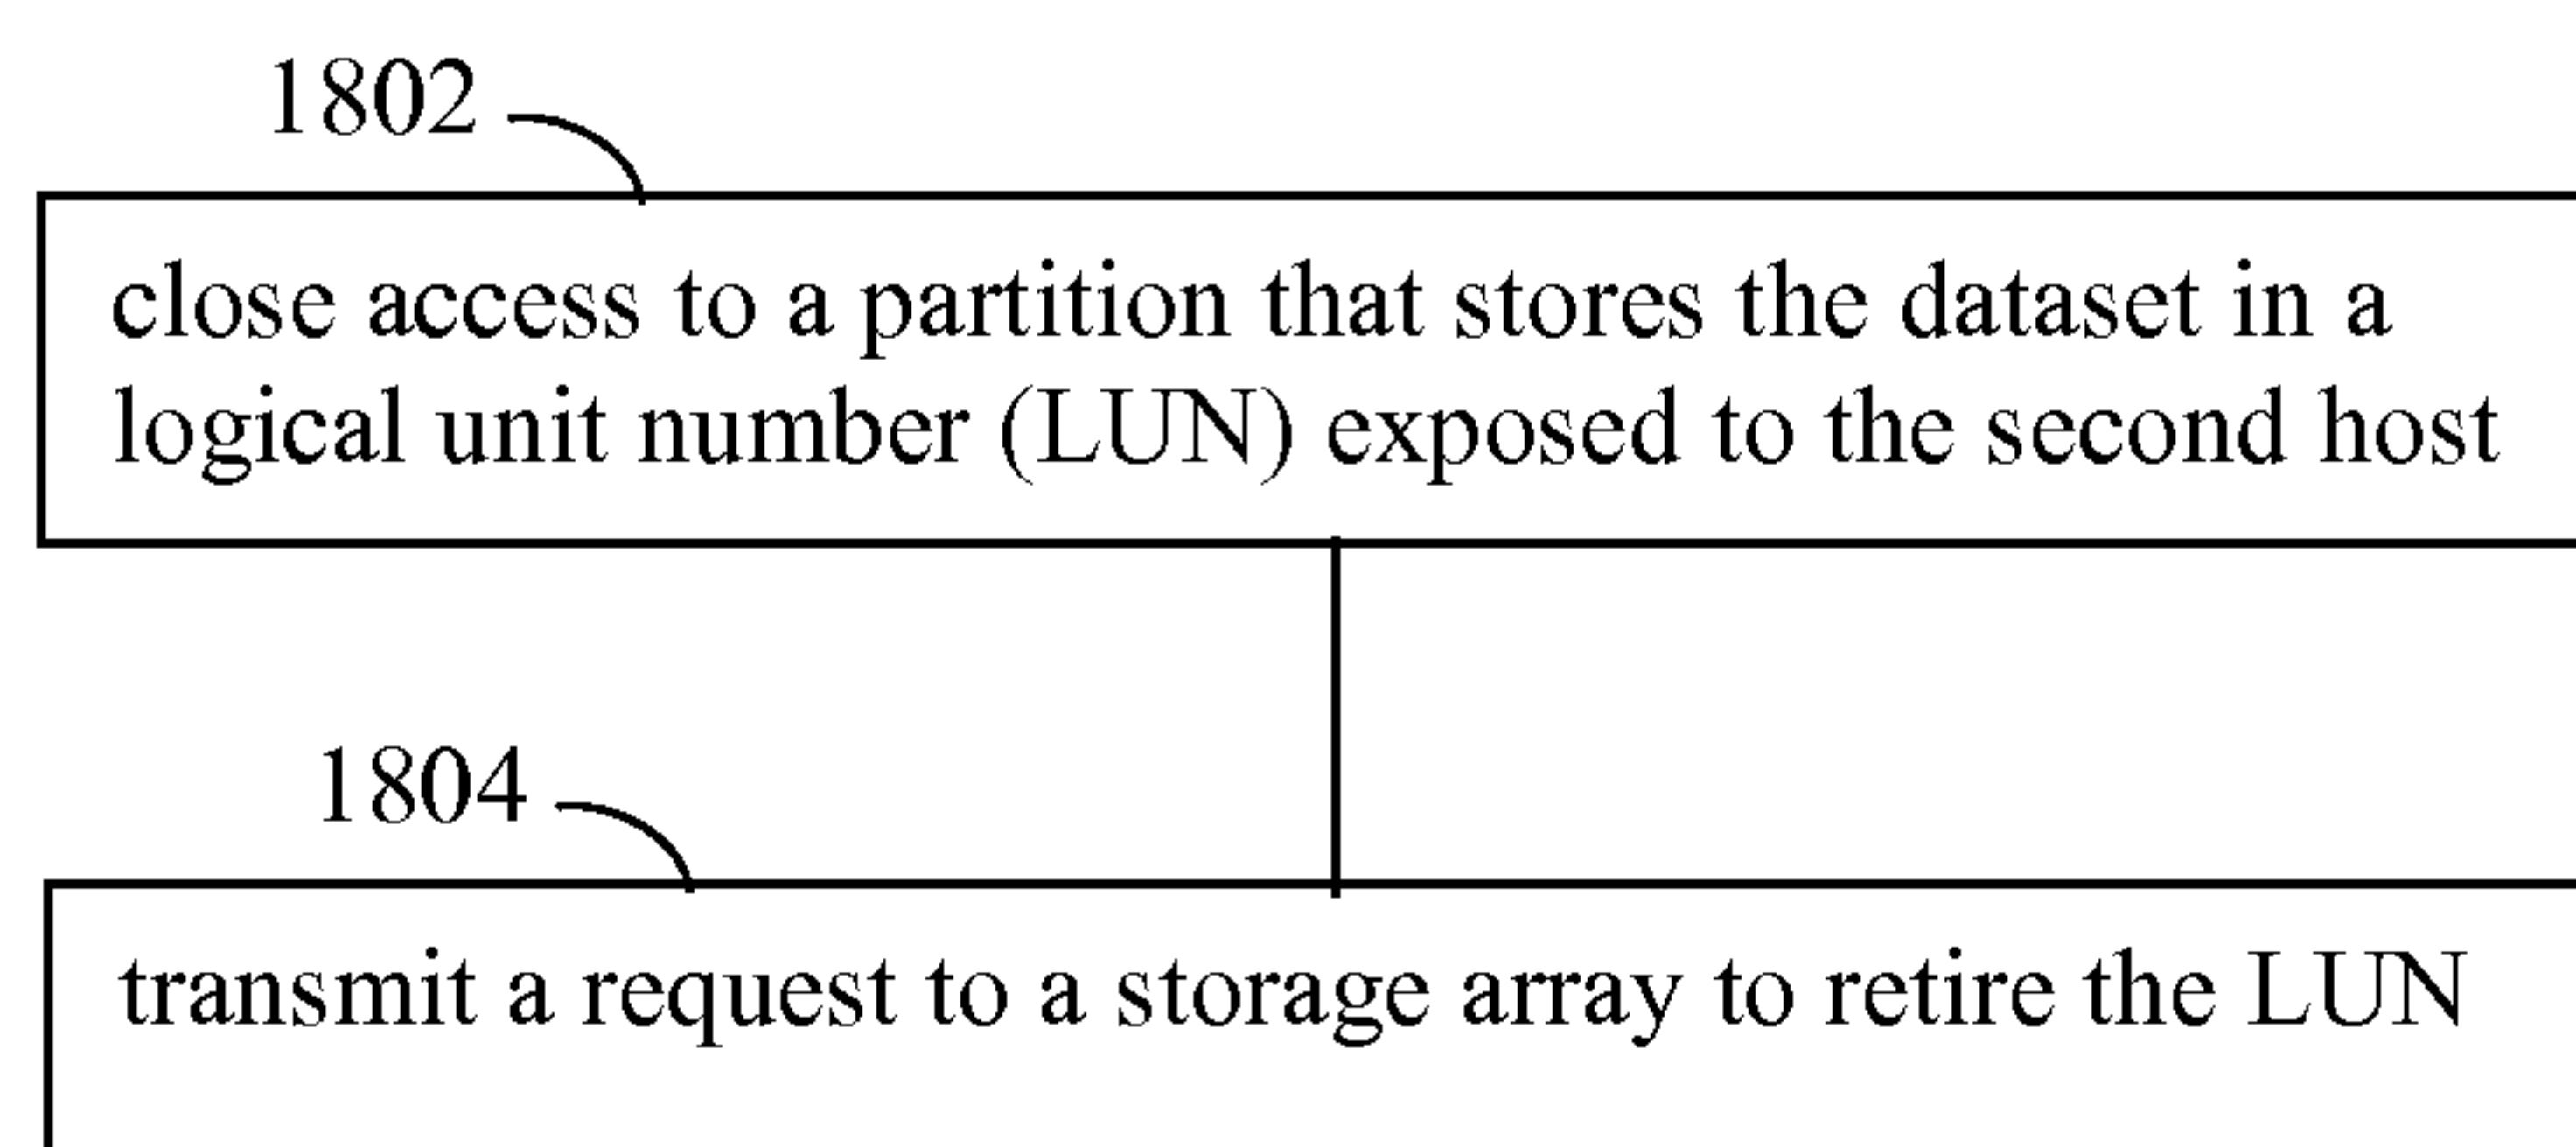 1802
close access to a partition that stores the dataset in a
logical unit number (LUN) exposed to the second host
1804
transmit a request to a storage array to retire the LUN